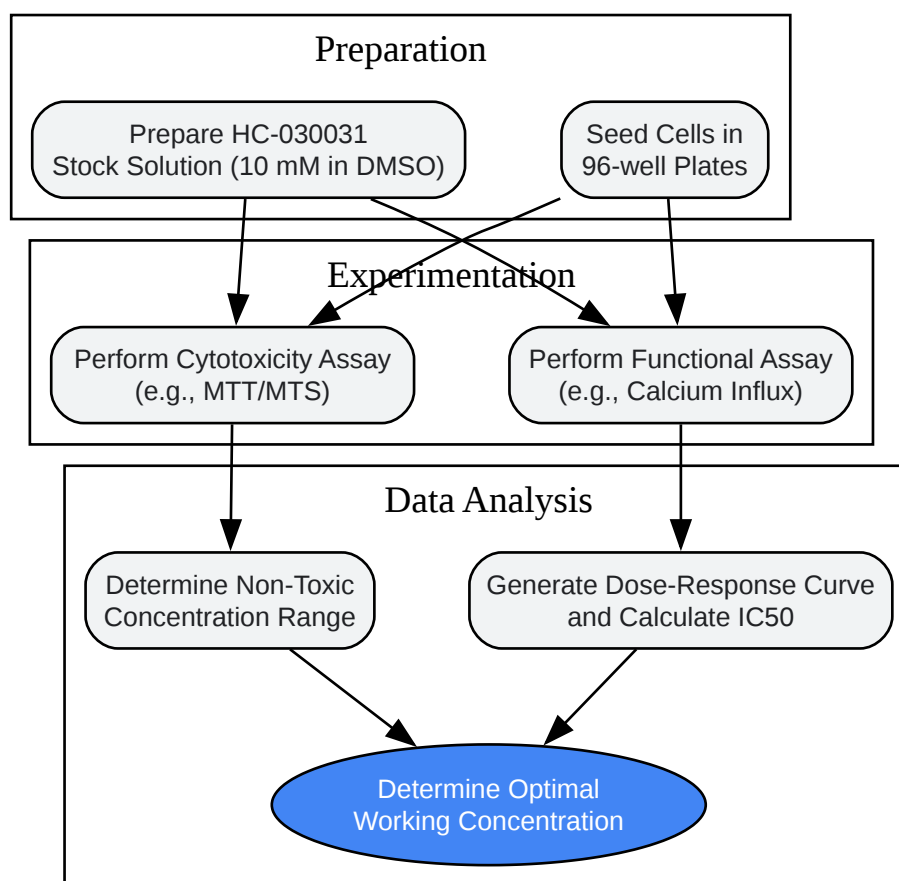 Preparation
Prepare HC-030031
Stock Solution (10 mM in DMSO)
Seed Cells in
96-well Plates
Experimentation
Perform Cytotoxicity Assay
(e.g., MTT/MTS)
Perform Functional Assay
(e.g., Calcium Influx)
Data Analysis
Determine Non-Toxic
Concentration Range
Generate Dose-Response Curve
and Calculate IC50
Determine Optimal
Working Concentration